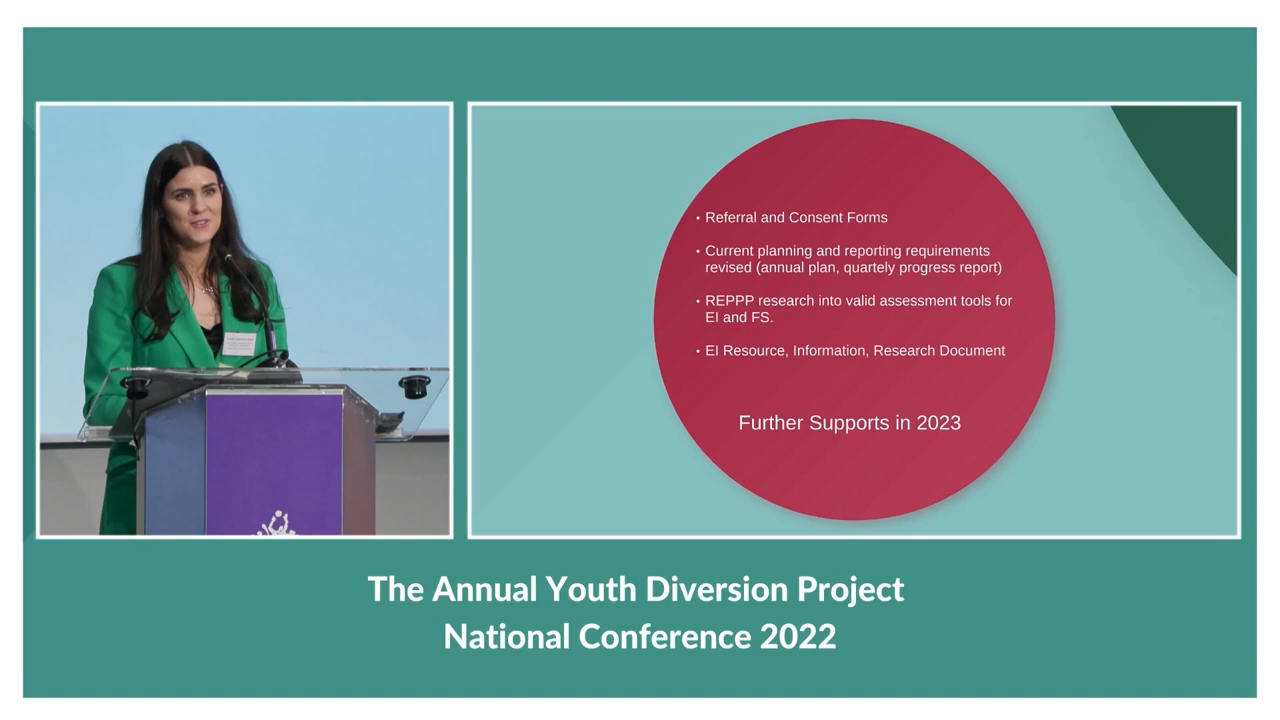 • Referral and Consent Forms
• Current planning and reporting requirements
revised (annual plan, quartely progress report)
• REPPP research into valid assessment tools for
EI and FS.
• EI Resource, Information, Research Document
Further Supports in 2023
The Annual Youth Diversion Project
National Conference 2022